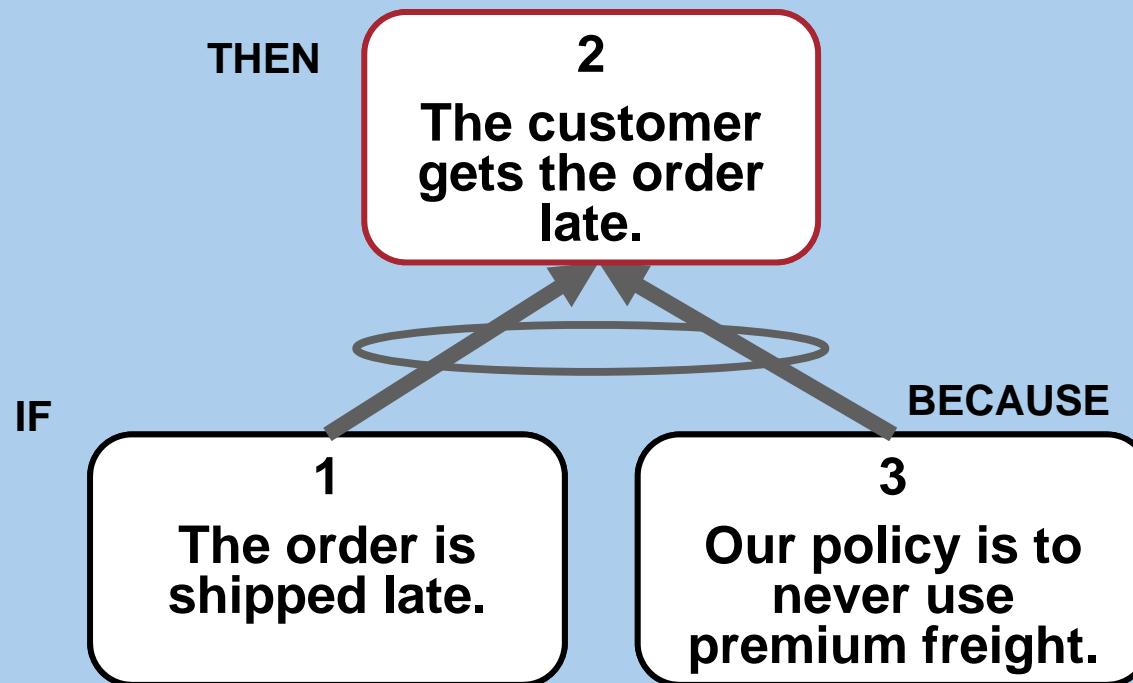 THEN
2
The customer
gets the order
late.
IF
BECAUSE
1
The order is
shipped late.
3
Our policy is to
never use
premium freight.